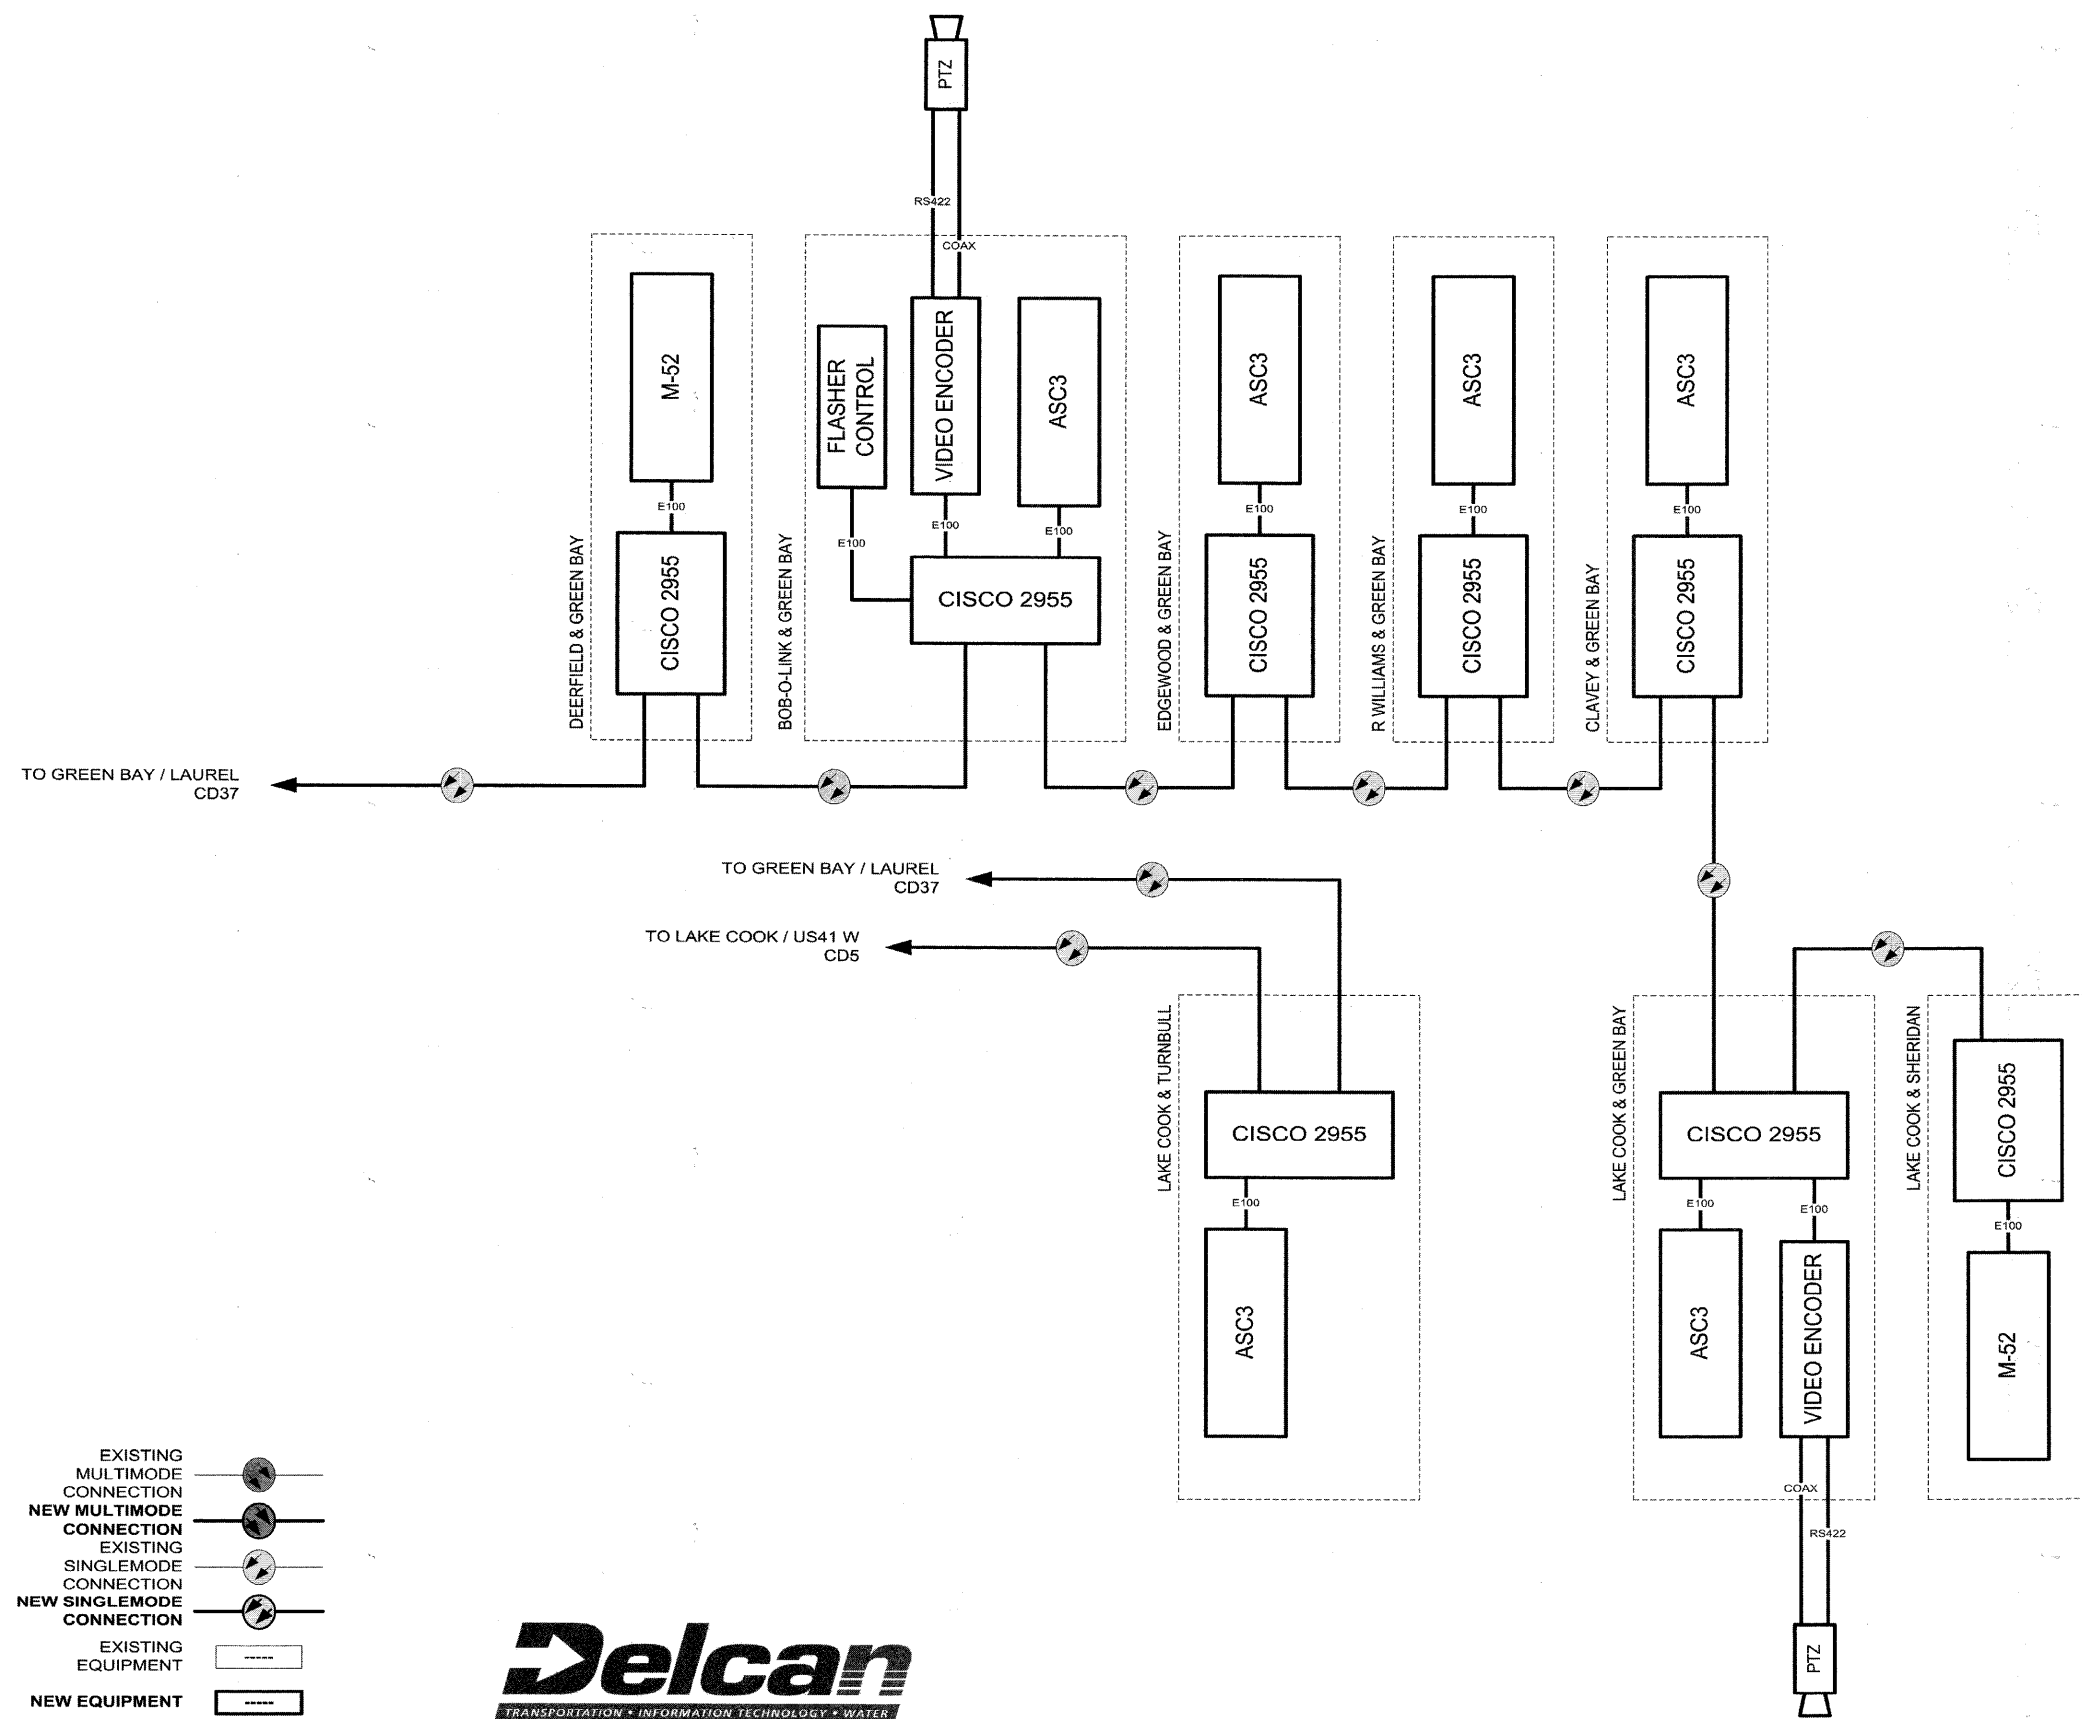 PTZ
RS422
COAX
DEERFIELD & GREEN BAY
M-52
E100
CISCO 2955
BOB-O-LINK & GREEN BAY
FLASHER
CONTROL
VIDEO ENCODER
ASC3
E100
E100
E100
CISCO 2955
EDGEWOOD & GREEN BAY
ASC3
E100
CISCO 2955
R WILLIAMS & GREEN BAY
ASC3
E100
CISCO 2955
CLAVEY & GREEN BAY
ASC3
E100
CISCO 2955
TO GREEN BAY / LAUREL
CD37
TO GREEN BAY / LAUREL
CD37
TO LAKE COOK / US41 W
CD5
LAKE COOK & TURNBULL
CISCO 2955
E100
ASC3
LAKE COOK & GREEN BAY
CISCO 2955
E100
E100
ASC3
VIDEO ENCODER
COAX
RS422
PTZ
LAKE COOK & SHERIDAN
CISCO 2955
E100
M-52
EXISTING
MULTIMODE
CONNECTION
NEW MULTIMODE
CONNECTION
EXISTING
SINGLEMODE
CONNECTION
NEW SINGLEMODE
CONNECTION
EXISTING
EQUIPMENT
-----
NEW EQUIPMENT
-----
Delcan
TRANSPORTATION • INFORMATION TECHNOLOGY • WATER